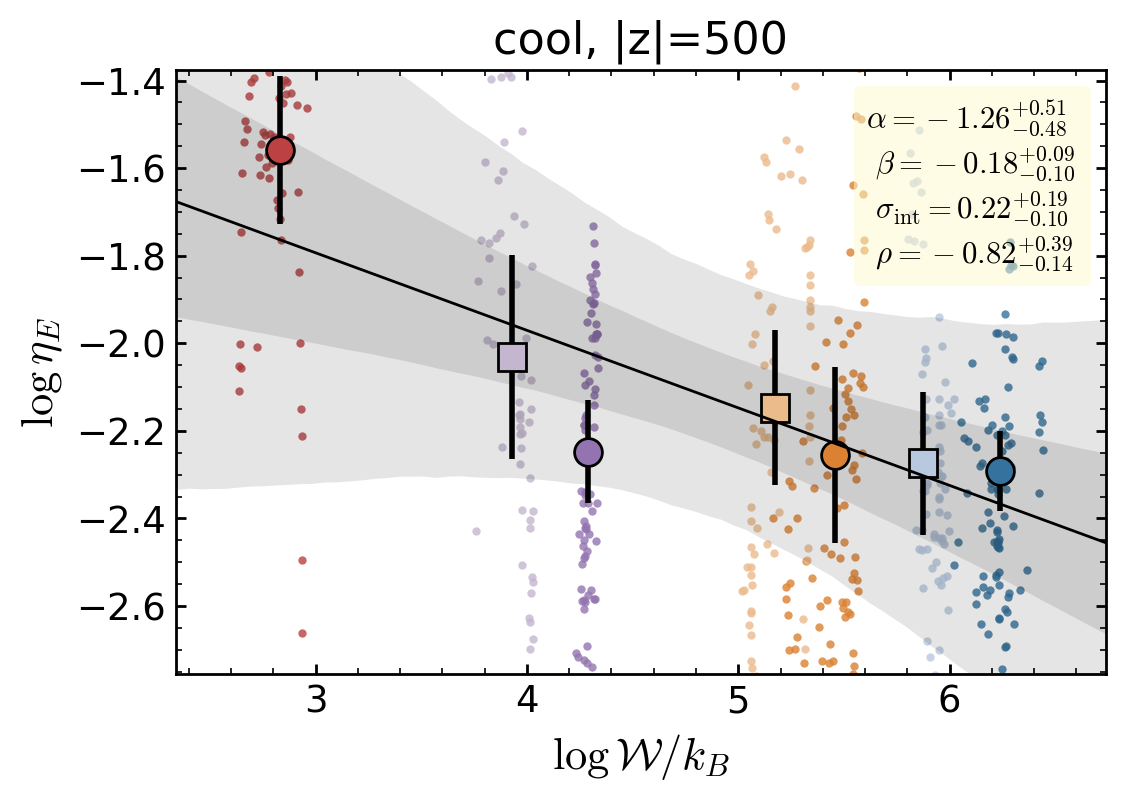 cool, |z|=500
−1.4
−1.6
−1.8
−2.0
−2.2
−2.4
−2.6
log η_E
α = −1.26^{+0.51}_{−0.48}
β = −0.18^{+0.09}_{−0.10}
σ_int = 0.22^{+0.19}_{−0.10}
ρ = −0.82^{+0.39}_{−0.14}
3 4 5 6
log 𝒲/k_B